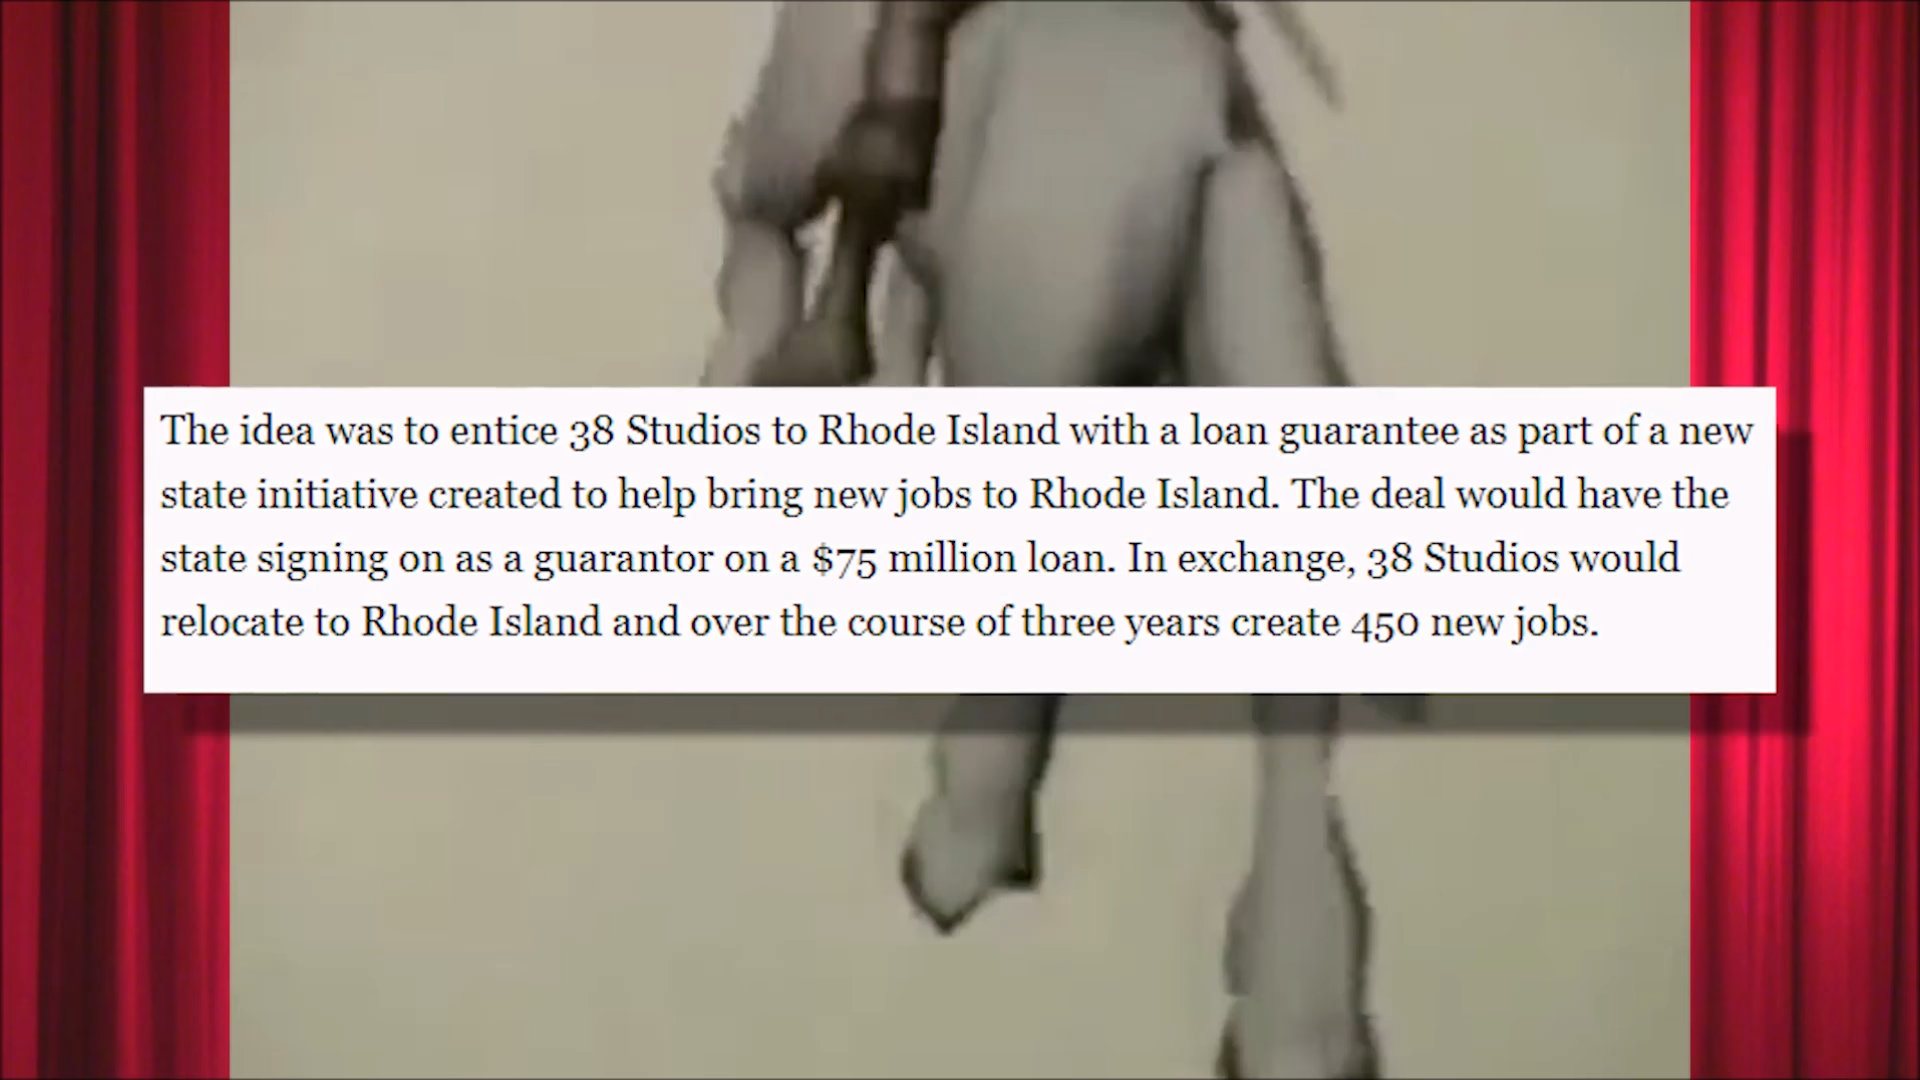 The idea was to entice 38 Studios to Rhode Island with a loan guarantee as part of a new
state initiative created to help bring new jobs to Rhode Island. The deal would have the
state signing on as a guarantor on a $75 million loan. In exchange, 38 Studios would
relocate to Rhode Island and over the course of three years create 450 new jobs.